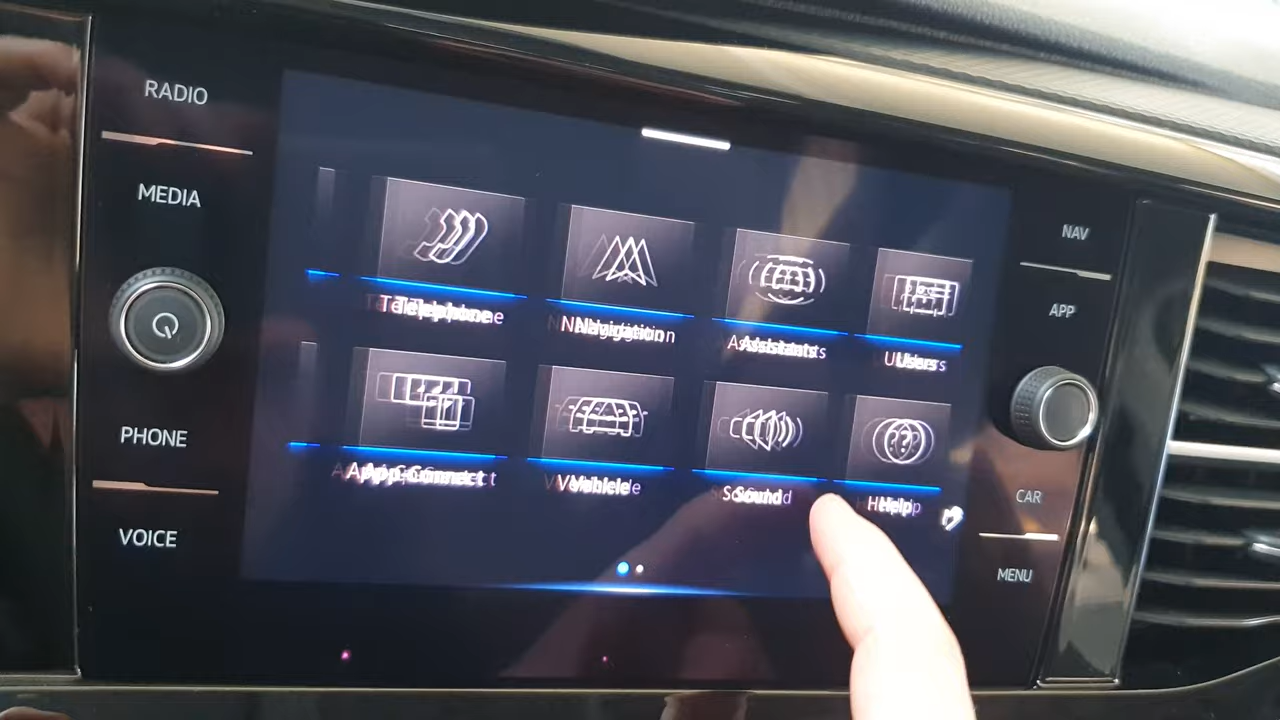 RADIO
MEDIA
PHONE
VOICE
Telephone
Navigation
Assistants
Users
App-Connect
Vehicle
Sound
Help
NAV
APP
CAR
MENU